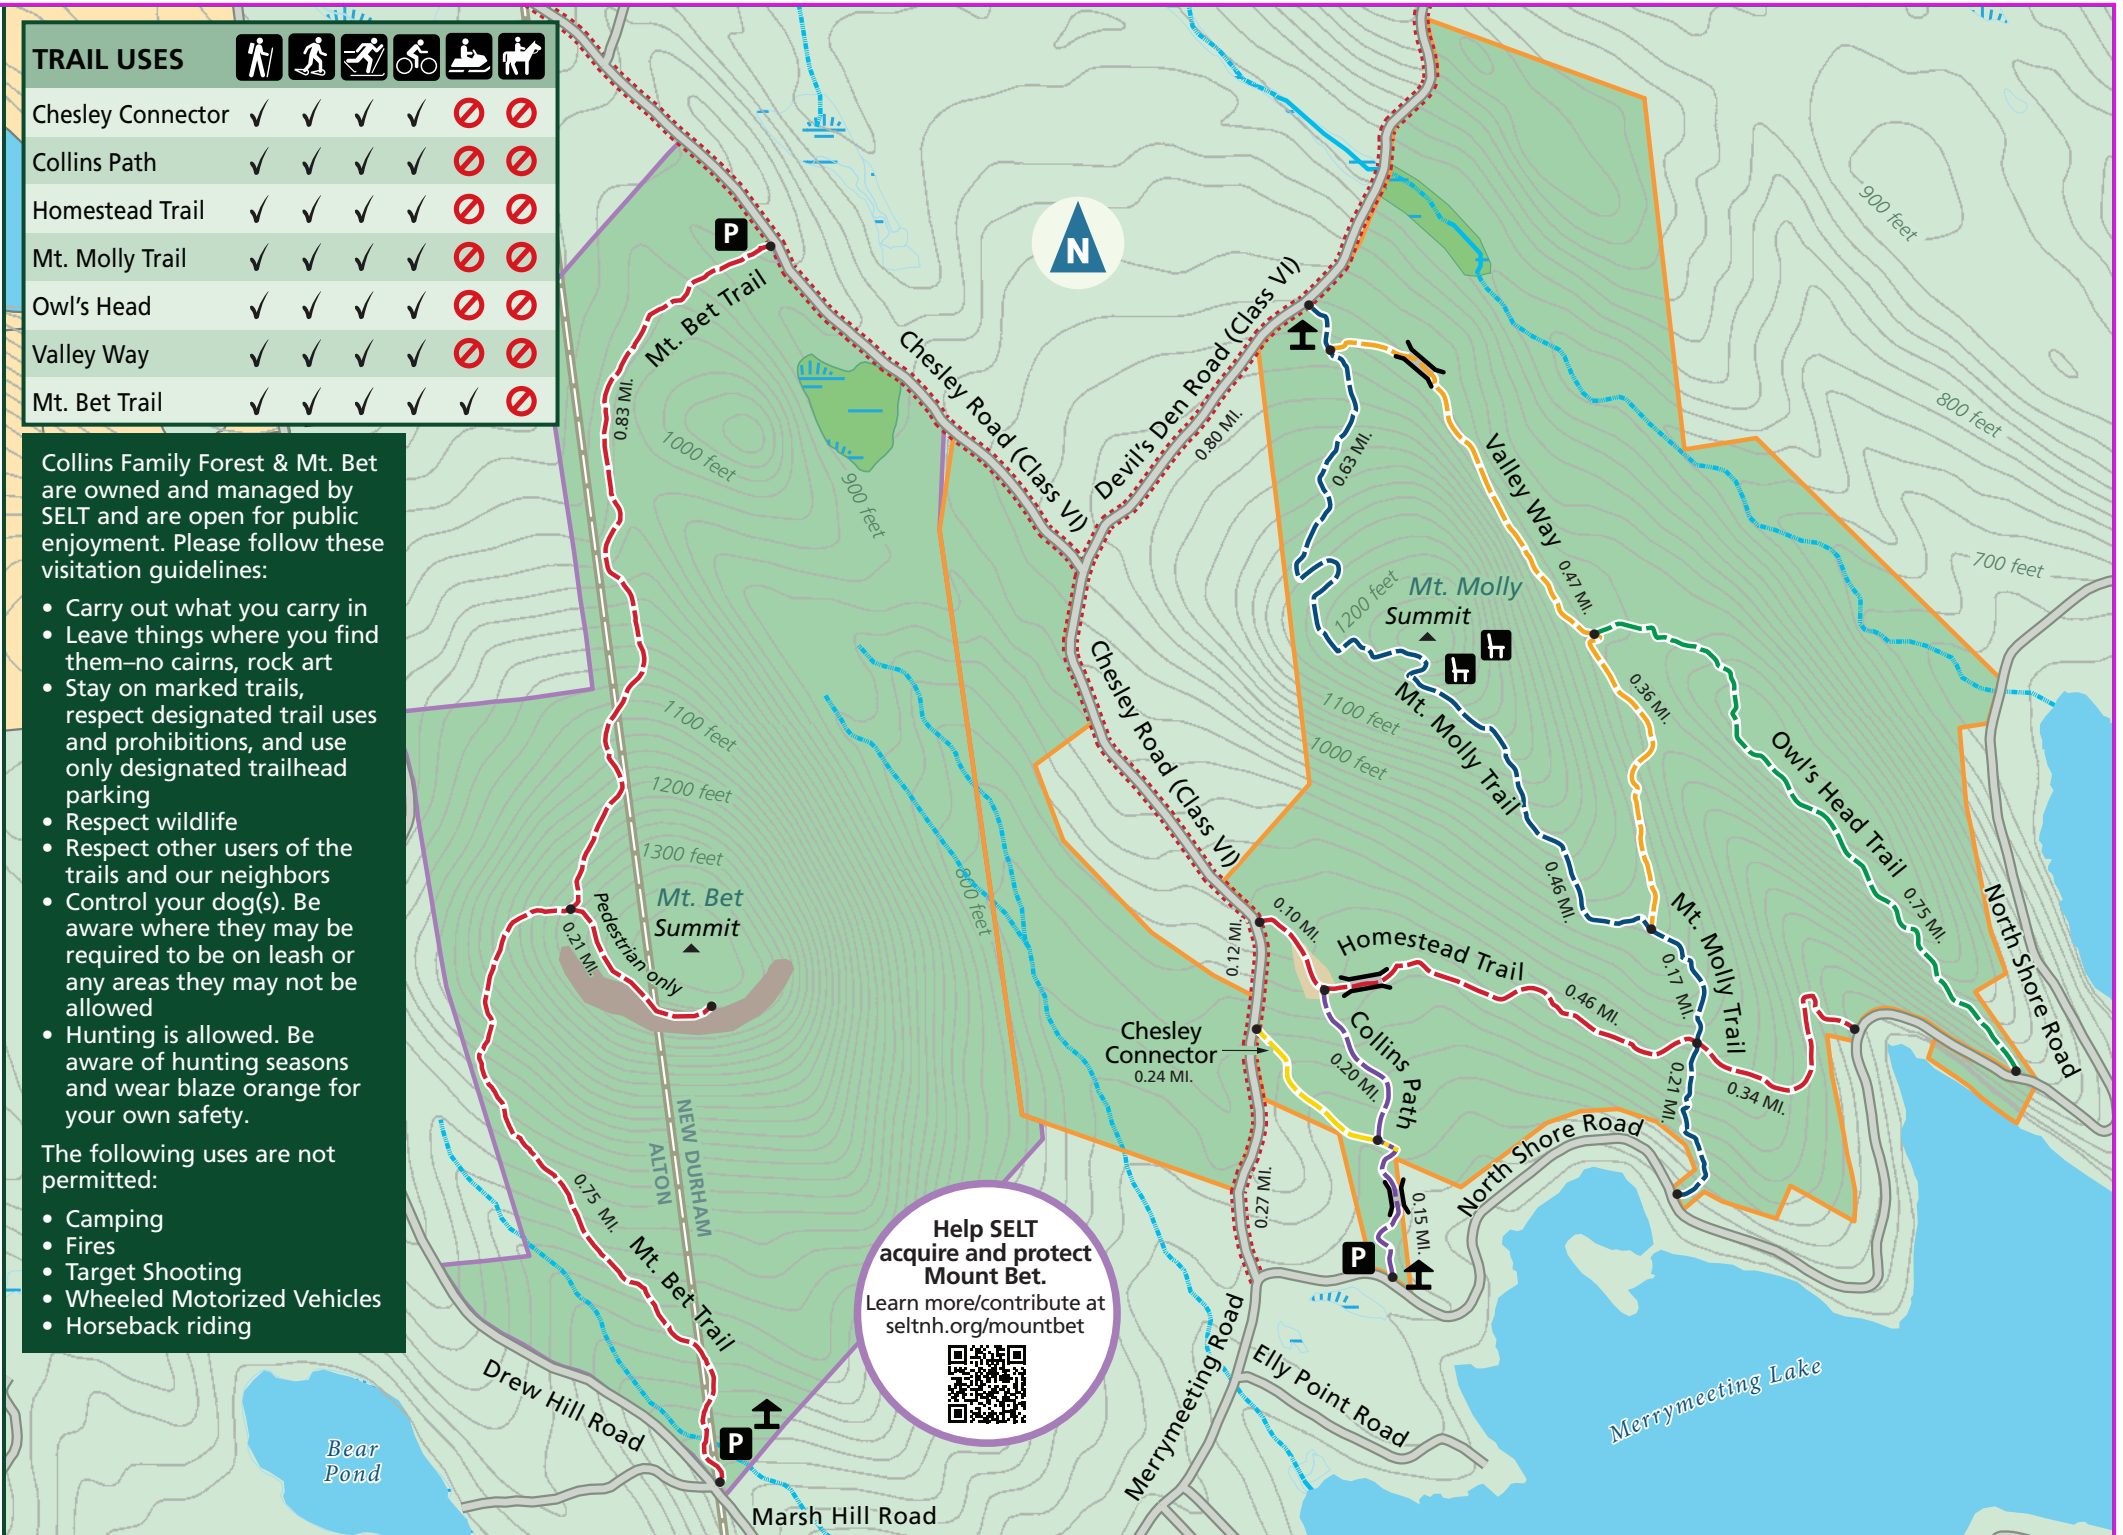 TRAIL USES
Chesley Connector
Collins Path
Homestead Trail
Mt. Molly Trail
Owl's Head
Valley Way
Mt. Bet Trail
Collins Family Forest & Mt. Bet
are owned and managed by
SELT and are open for public
enjoyment. Please follow these
visitation guidelines:
• Carry out what you carry in
• Leave things where you find
them–no cairns, rock art
• Stay on marked trails,
respect designated trail uses
and prohibitions, and use
only designated trailhead
parking
• Respect wildlife
• Respect other users of the
trails and our neighbors
• Control your dog(s). Be
aware where they may be
required to be on leash or
any areas they may not be
allowed
• Hunting is allowed. Be
aware of hunting seasons
and wear blaze orange for
your own safety.
The following uses are not
permitted:
• Camping
• Fires
• Target Shooting
• Wheeled Motorized Vehicles
• Horseback riding
P
Mt. Bet Trail
0.83 MI.
1000 feet
900 feet
1100 feet
1200 feet
1300 feet
Mt. Bet
Summit
Pedestrian only
0.21 MI.
800 feet
NEW DURHAM
ALTON
0.75 MI.
Mt. Bet Trail
P
Drew Hill Road
Marsh Hill Road
Bear
Pond
N
Chesley Road (Class VI)
Devil's Den Road (Class VI)
0.80 MI.
Chesley Road (Class VI)
0.63 MI.
Valley Way
0.47 MI.
1200 feet
Mt. Molly
Summit
1100 feet
1000 feet
Mt. Molly Trail
0.36 MI.
0.46 MI.
Owl's Head Trail
0.75 MI.
900 feet
800 feet
700 feet
North Shore Road
0.12 MI.
0.10 MI.
Homestead Trail
0.46 MI.
Mt. Molly Trail
0.17 MI.
0.21 MI.
0.34 MI.
Chesley
Connector
0.24 MI.
Collins Path
0.20 MI.
0.15 MI.
0.27 MI.
P
North Shore Road
Merrymeeting Road
Elly Point Road
Merrymeeting Lake
Help SELT
acquire and protect
Mount Bet.
Learn more/contribute at
seltnh.org/mountbet